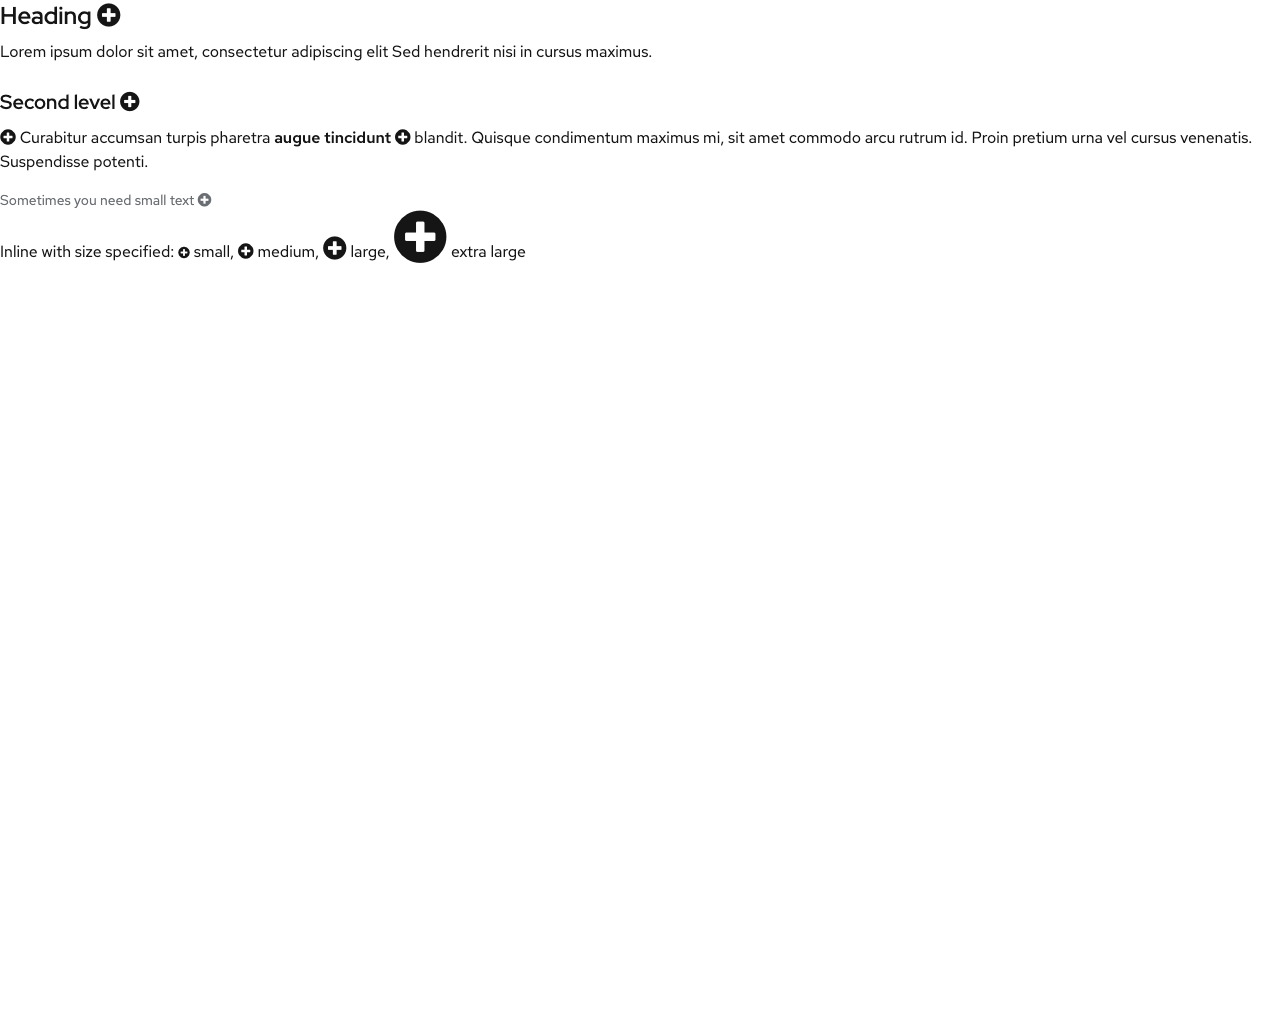 Heading
Lorem ipsum dolor sit amet, consectetur adipiscing elit Sed hendrerit nisi in cursus maximus.
Second level
Curabitur accumsan turpis pharetra augue tincidunt blandit. Quisque condimentum maximus mi, sit amet commodo arcu rutrum id. Proin pretium urna vel cursus venenatis.
Suspendisse potenti.
Sometimes you need small text
Inline with size specified: small, medium, large, extra large